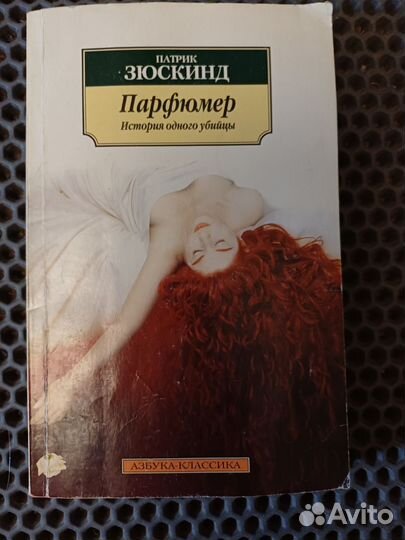 ПАТРИК
ЗЮСКИНД
Парфюмер
История одного убийцы
АЗБУКА-КЛАССИКА
Avito